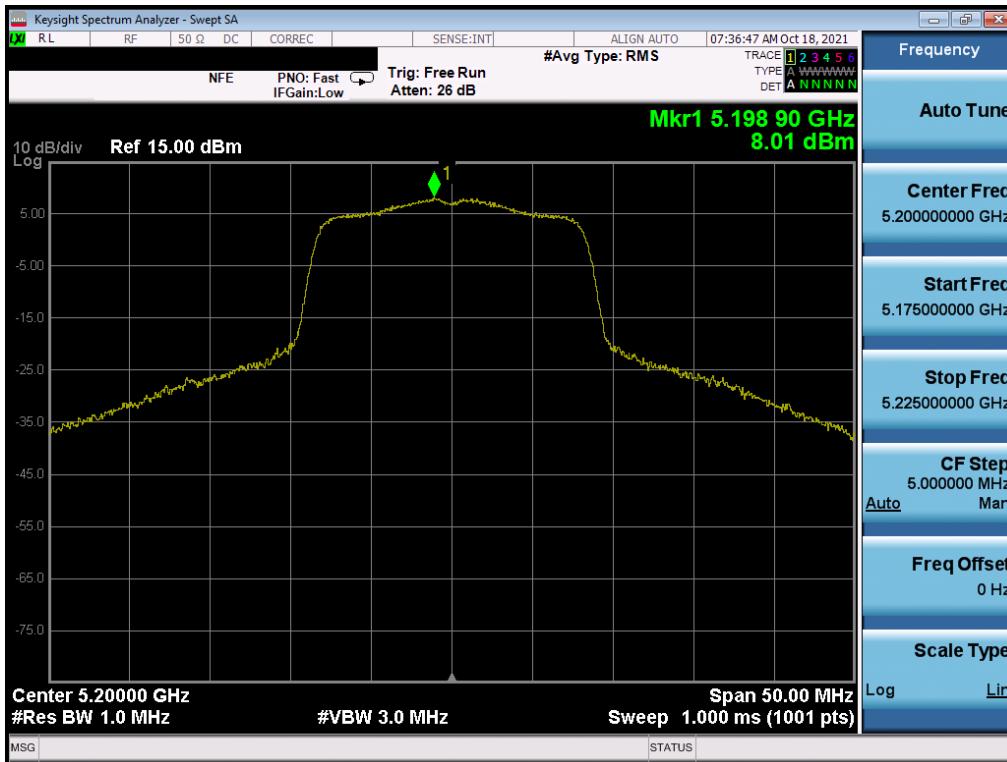 Keysight Spectrum Analyzer - Swept SA
LXI RL RF 50 Ω DC CORREC SENSE:INT ALIGN AUTO 07:36:47 AM Oct 18, 2021
NFE PNO: Fast IFGain:Low Trig: Free Run Atten: 26 dB #Avg Type: RMS
TRACE 1 2 3 4 5 6
TYPE A WWWWW
DET A N N N N N
Mkr1 5.198 90 GHz
8.01 dBm
10 dB/div Ref 15.00 dBm
Log
1
5.00
-5.00
-15.0
-25.0
-35.0
-45.0
-55.0
-65.0
-75.0
Center 5.20000 GHz Span 50.00 MHz
#Res BW 1.0 MHz #VBW 3.0 MHz Sweep 1.000 ms (1001 pts)
MSG STATUS
Frequency
Auto Tune
Center Freq
5.200000000 GHz
Start Freq
5.175000000 GHz
Stop Freq
5.225000000 GHz
CF Step
5.000000 MHz
Auto Man
Freq Offset
0 Hz
Scale Type
Log Lin